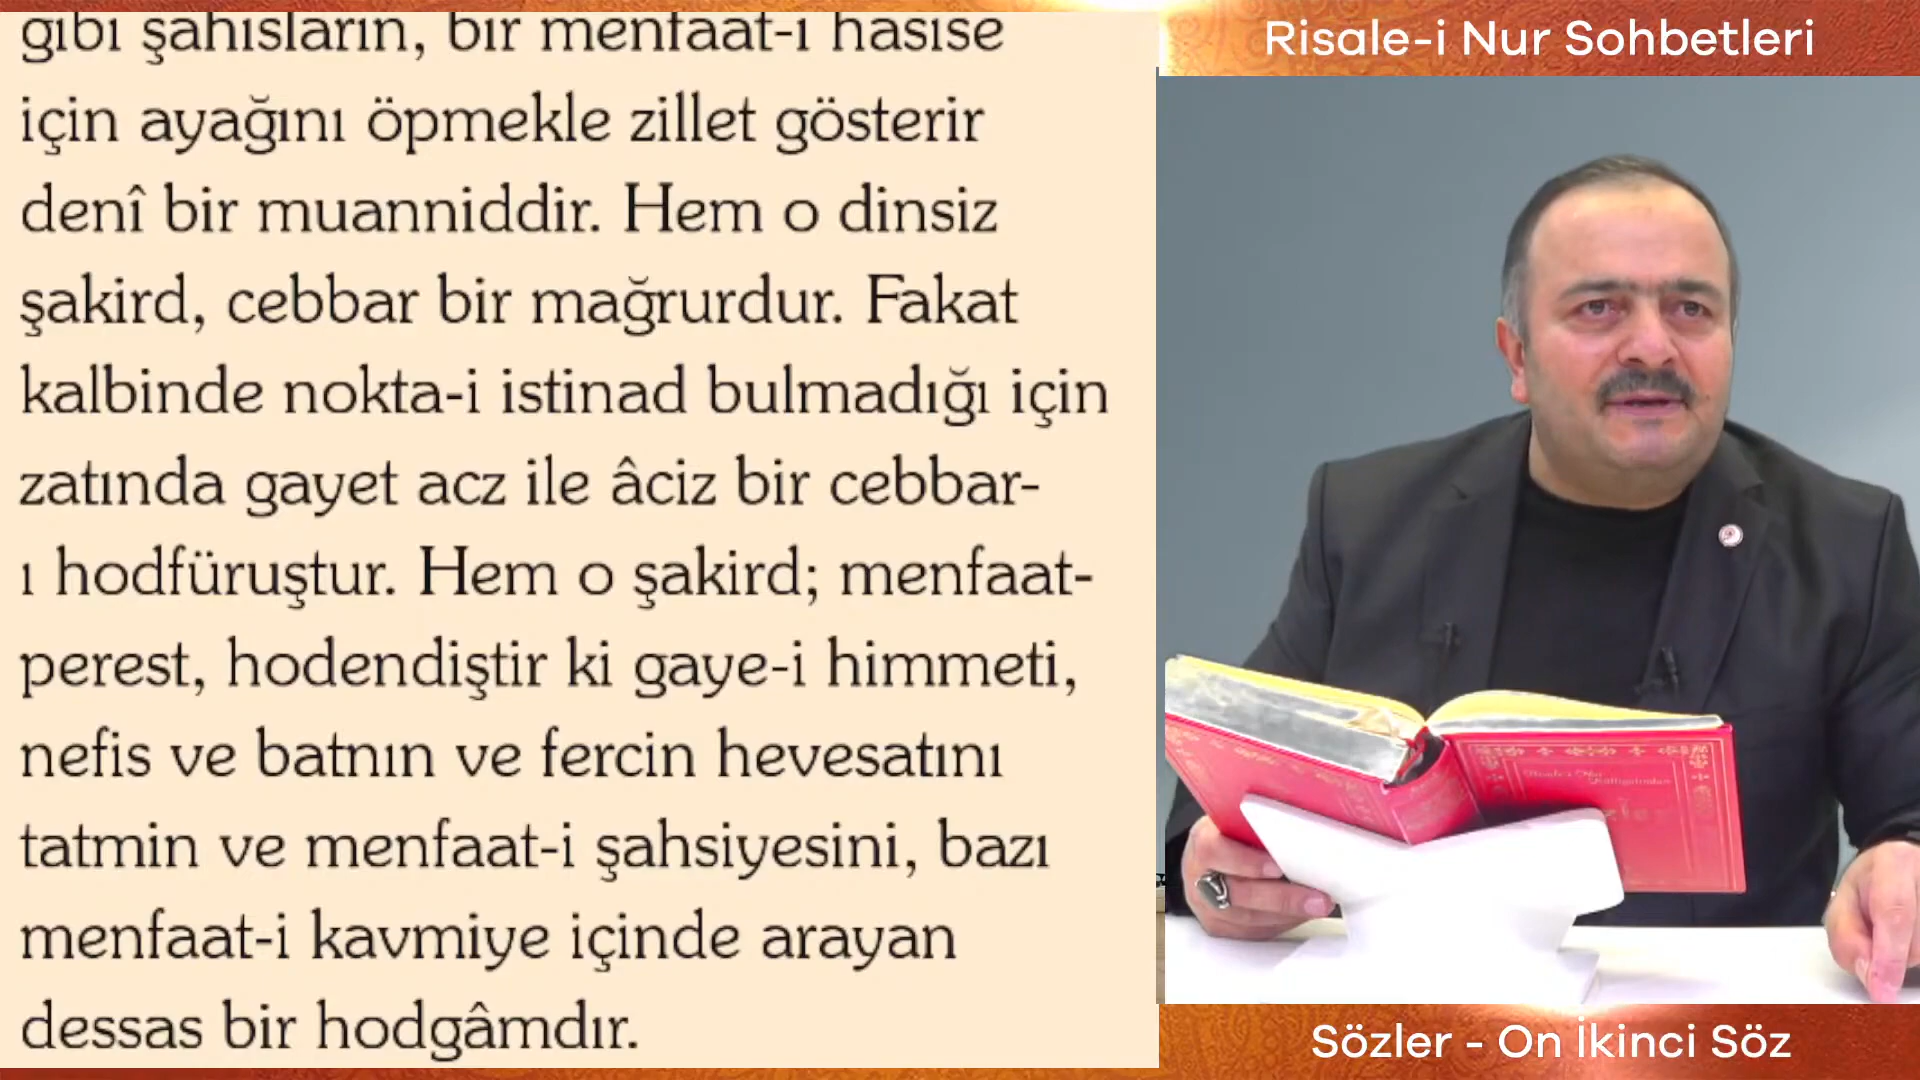 gibi şahısların, bir menfaat-ı hasise
için ayağını öpmekle zillet gösterir
denî bir muanniddir. Hem o dinsiz
şakird, cebbar bir mağrurdur. Fakat
kalbinde nokta-i istinad bulmadığı için
zatında gayet acz ile âciz bir cebbar-
ı hodfüruştur. Hem o şakird; menfaat-
perest, hodendiştir ki gaye-i himmeti,
nefis ve batnın ve fercin hevesatını
tatmin ve menfaat-i şahsiyesini, bazı
menfaat-i kavmiye içinde arayan
dessas bir hodgâmdır.
Risale-i Nur Sohbetleri
Risale-i Nur
Külliyatından
Sözler - On İkinci Söz